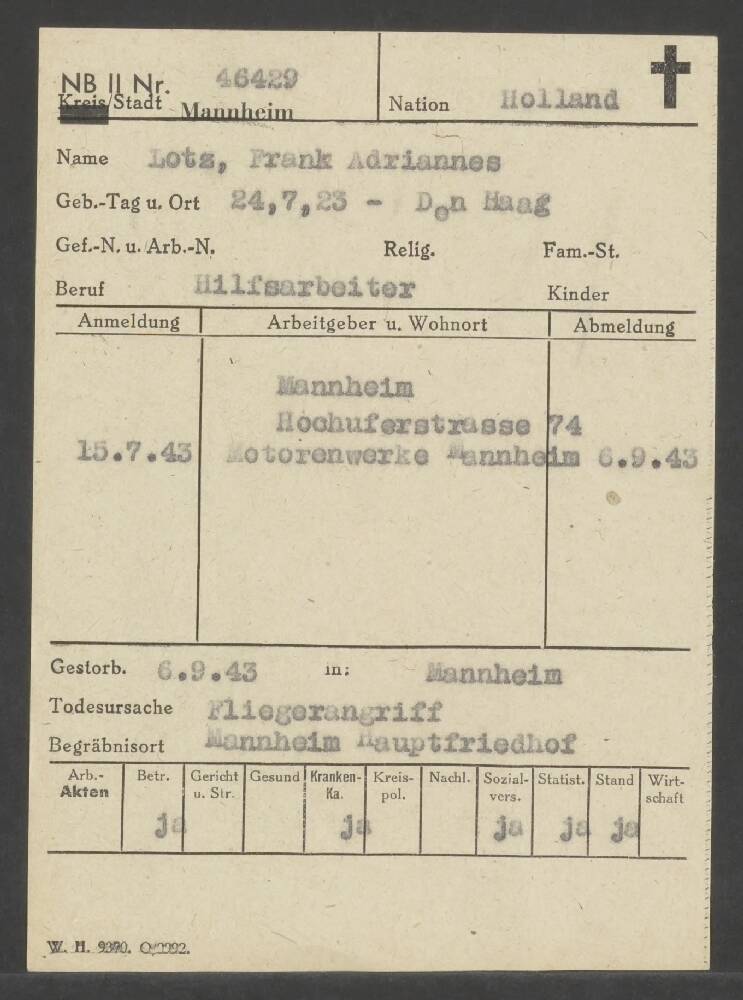 NB II Nr. 46429
Kreis/Stadt Mannheim Nation Holland
Name Lotz, Frank Adriannes
Geb.-Tag u. Ort 24,7,23 - Den Haag
Gef.-N. u. Arb.-N. Relig. Fam.-St.
Beruf Hilfsarbeiter Kinder
Anmeldung Arbeitgeber u. Wohnort Abmeldung
Mannheim
Hochuferstrasse 74
15.7.43 Motorenwerke Mannheim 6.9.43
Gestorb. 6.9.43 in: Mannheim
Todesursache Fliegerangriff
Begräbnisort Mannheim Hauptfriedhof
Arb.- Betr. Gericht Gesund Kranken- Kreis- Nachl. Sozial- Statist. Stand Wirt-
Akten u. Str. Ka. pol. vers. schaft
ja ja ja ja ja
W. H.